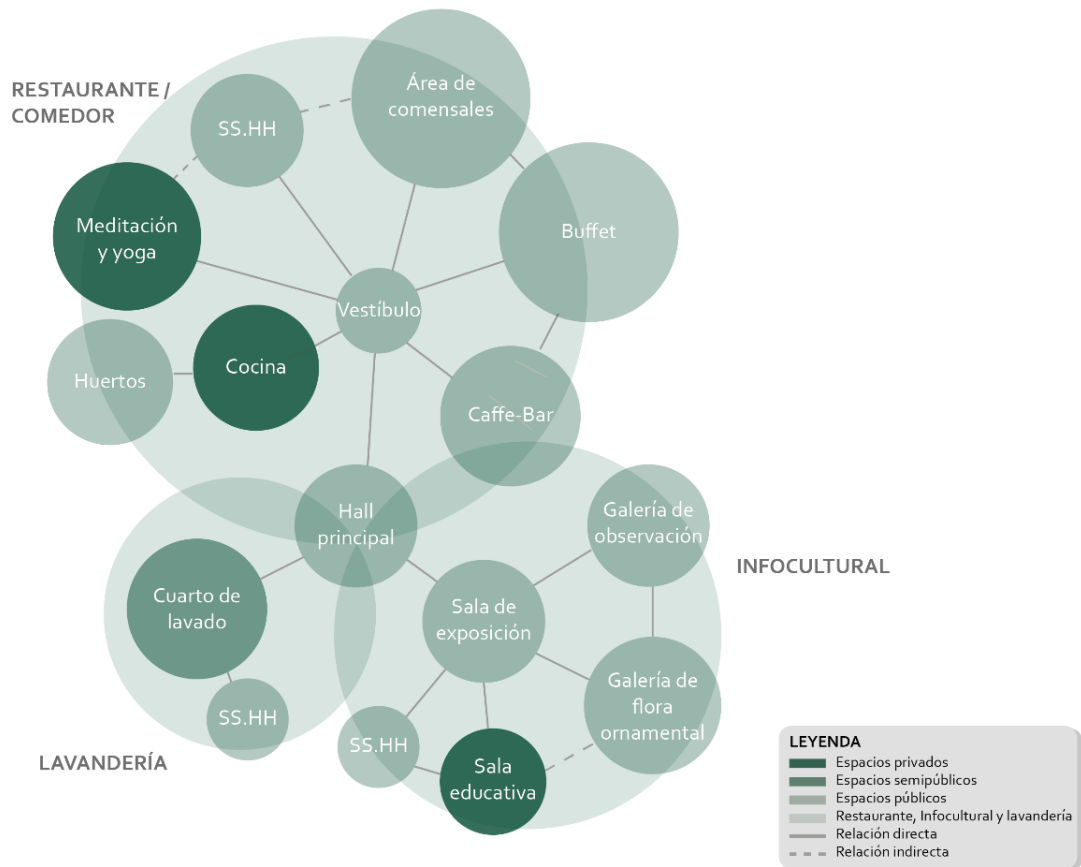 RESTAURANTE /
COMEDOR
SS.HH
Área de
comensales
Meditación
y yoga
Buffet
Vestíbulo
Huertos
Cocina
Caffe-Bar
Hall
principal
Galería de
observación
INFOCULTURAL
Cuarto de
lavado
Sala de
exposición
SS.HH
Galería de
flora
ornamental
SS.HH
Sala
educativa
LAVANDERÍA
LEYENDA
Espacios privados
Espacios semipúblicos
Espacios públicos
Restaurante, Infocultural y lavandería
Relación directa
Relación indirecta